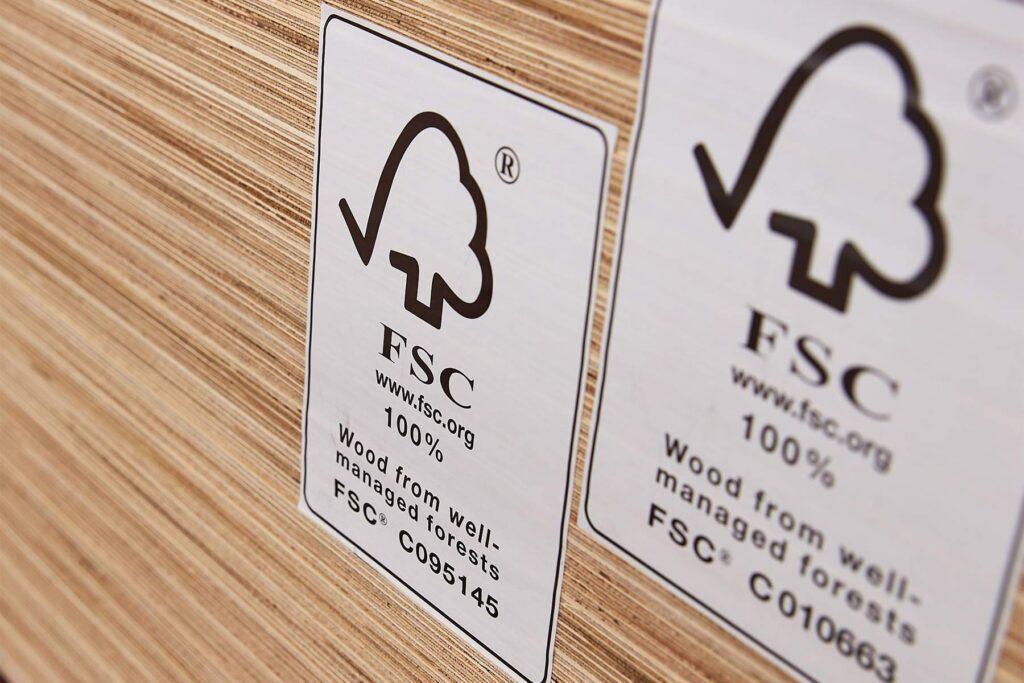 ®
FSC
www.fsc.org
100%
Wood from well-
managed forests
FSC® C095145
®
FSC
www.fsc.org
100%
Wood from well-
managed forests
FSC® C010663